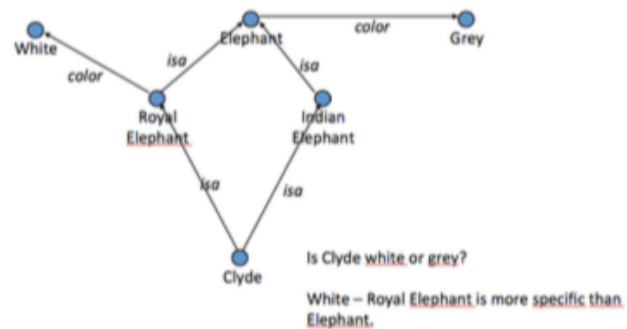 White
color
isa
Elephant
isa
color
Grey
Royal
Elephant
Indian
Elephant
isa
isa
Clyde
Is Clyde white or grey?
White – Royal Elephant is more specific than
Elephant.